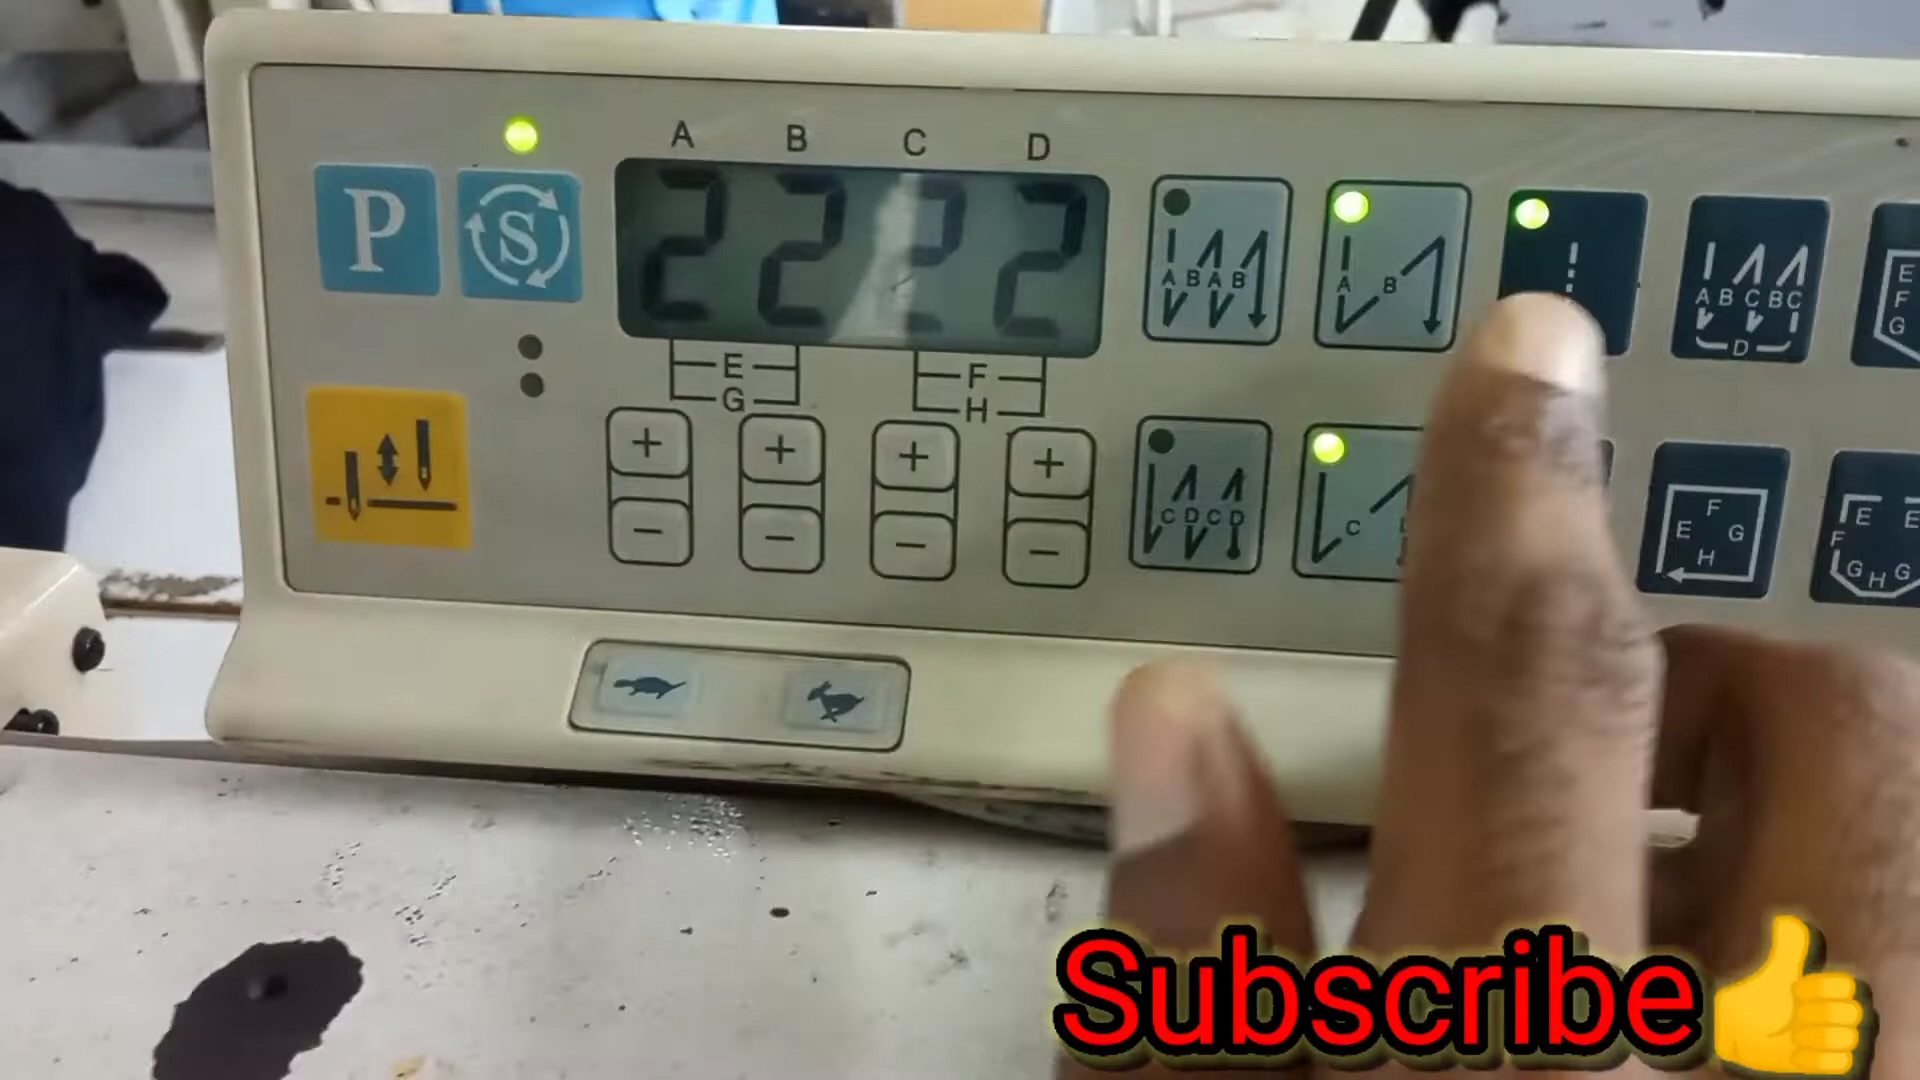 A B C D
P
S
2222
E
G
F
H
+ + + +
- - - -
A B A B
A B
A B C B C
D
E
F
G
C D C D
C
F
E G
H
E E
F
G H G
Subscribe👍